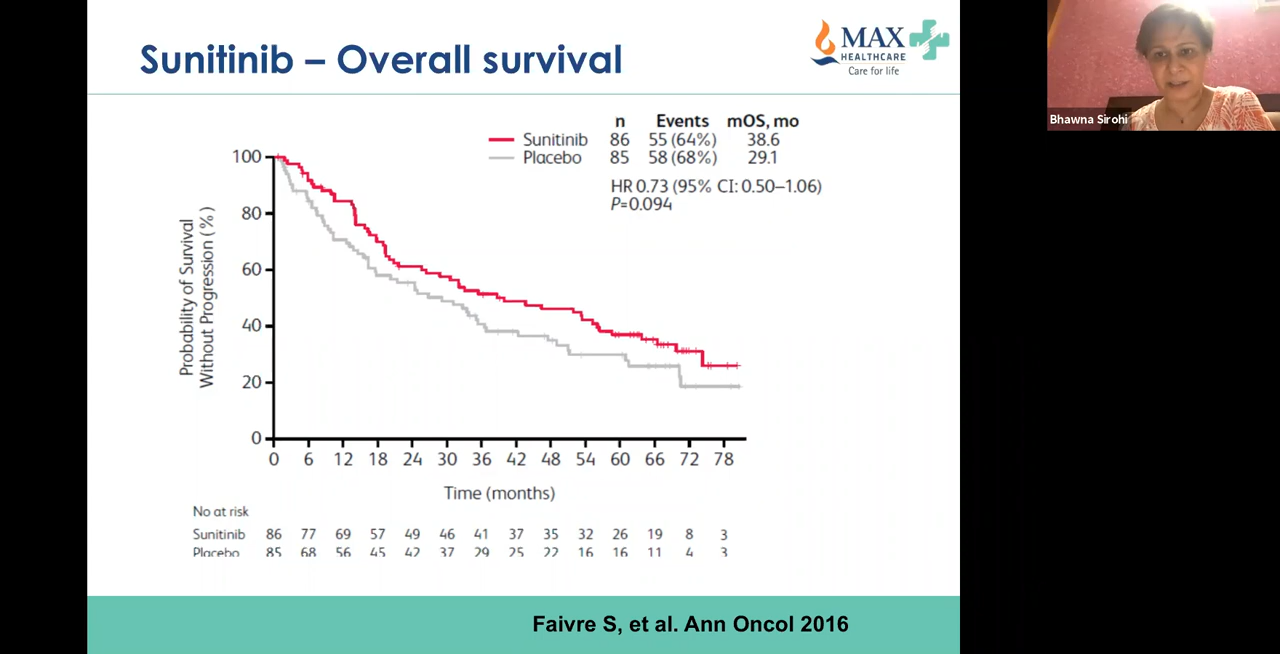 Sunitinib – Overall survival
MAX
HEALTHCARE
Care for life
Bhawna Sirohi
n Events mOS, mo
Sunitinib 86 55 (64%) 38.6
Placebo 85 58 (68%) 29.1
HR 0.73 (95% CI: 0.50–1.06)
P=0.094
Probability of Survival
Without Progression (%)
100
80
60
40
20
0
0 6 12 18 24 30 36 42 48 54 60 66 72 78
Time (months)
No at risk
Sunitinib 86 77 69 57 49 46 41 37 35 32 26 19 8 3
Placebo 85 68 56 45 42 37 29 25 22 16 16 11 4 3
Faivre S, et al. Ann Oncol 2016